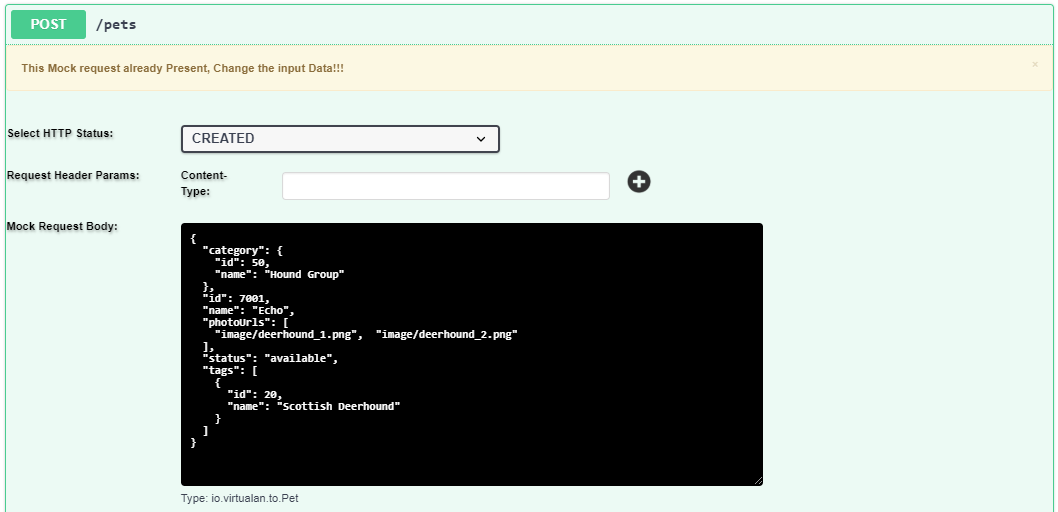 POST /pets
This Mock request already Present, Change the input Data!!! ×
Select HTTP Status: CREATED
Request Header Params: Content-
Type:
Mock Request Body:
{
  "category": {
    "id": 50,
    "name": "Hound Group"
  },
  "id": 7001,
  "name": "Echo",
  "photoUrls": [
    "image/deerhound_1.png",  "image/deerhound_2.png"
  ],
  "status": "available",
  "tags": [
    {
      "id": 20,
      "name": "Scottish Deerhound"
    }
  ]
}
Type: io.virtualan.to.Pet